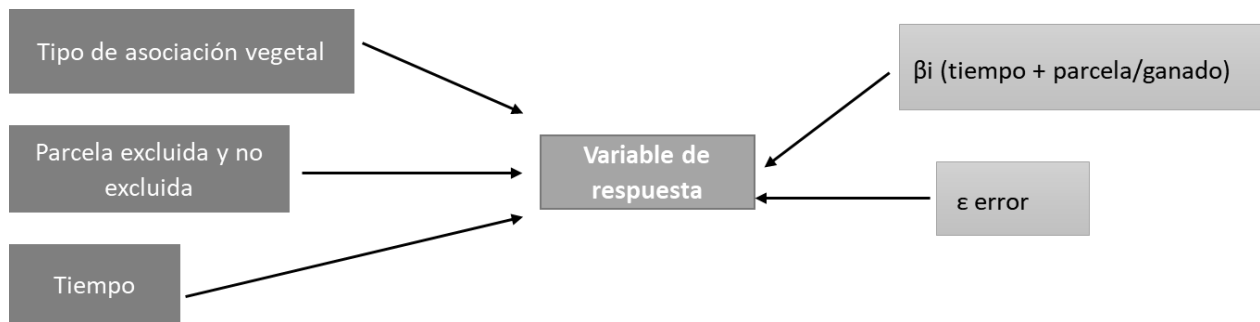 Tipo de asociación vegetal
Parcela excluida y no
excluida
Tiempo
Variable de
respuesta
βi (tiempo + parcela/ganado)
ε error